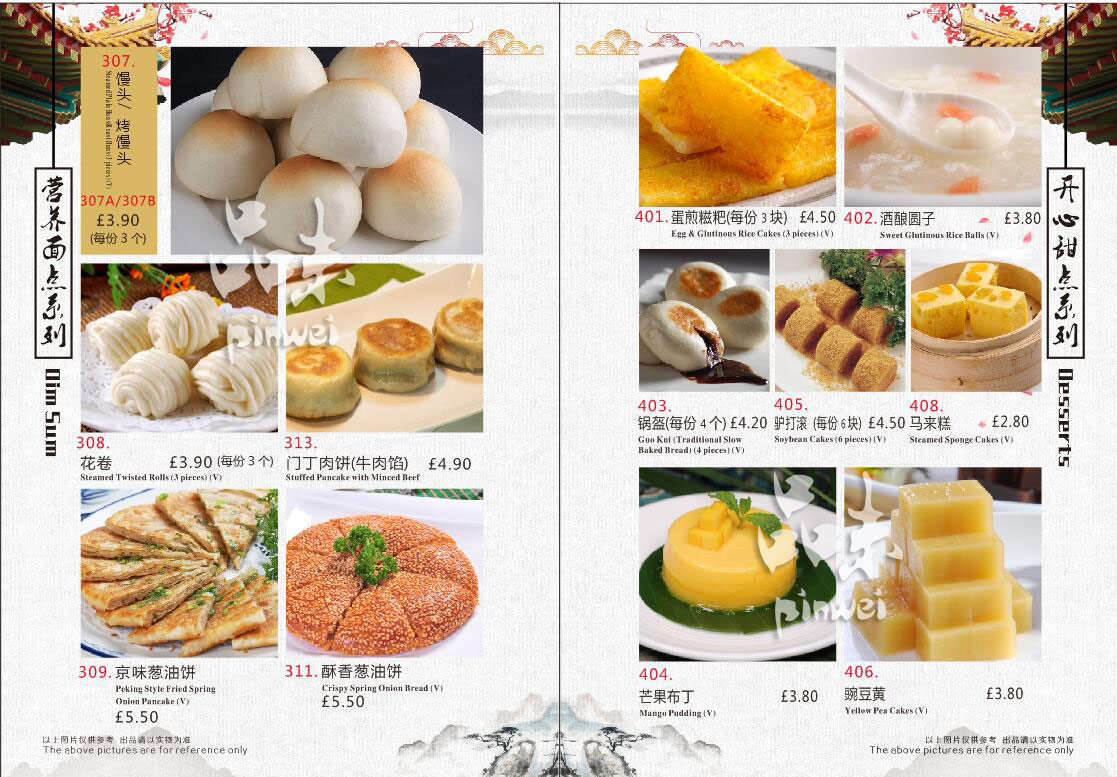 307.
馒头/ 烤馒头
Steamed Plain Buns/Roast Buns (3 pieces) (V)
307A/307B
£3.90
(每份 3 个)
营养面点系列
Dim Sum
品味
pinwei
308.
花卷
£3.90 (每份 3 个)
Steamed Twisted Rolls (3 pieces) (V)
313.
门丁肉饼(牛肉馅) £4.90
Stuffed Pancake with Minced Beef
309. 京味葱油饼
Peking Style Fried Spring
Onion Pancake (V)
£5.50
311. 酥香葱油饼
Crispy Spring Onion Bread (V)
£5.50
以上图片仅供参考 出品请以实物为准
The above pictures are for reference only
401. 蛋煎糍粑(每份 3 块) £4.50
Egg & Glutinous Rice Cakes (3 pieces) (V)
402. 酒酿圆子 £3.80
Sweet Glutinous Rice Balls (V)
开心甜点系列
Desserts
403.
锅盔(每份 4 个) £4.20
Guo Kui (Traditional Slow
Baked Bread) (4 pieces) (V)
405.
驴打滚 (每份 6 块) £4.50
Soybean Cakes (6 pieces) (V)
408.
马来糕 £2.80
Steamed Sponge Cakes (V)
品味
pinwei
404.
芒果布丁 £3.80
Mango Pudding (V)
406.
豌豆黄 £3.80
Yellow Pea Cakes (V)
以上图片仅供参考 出品请以实物为准
The above pictures are for reference only